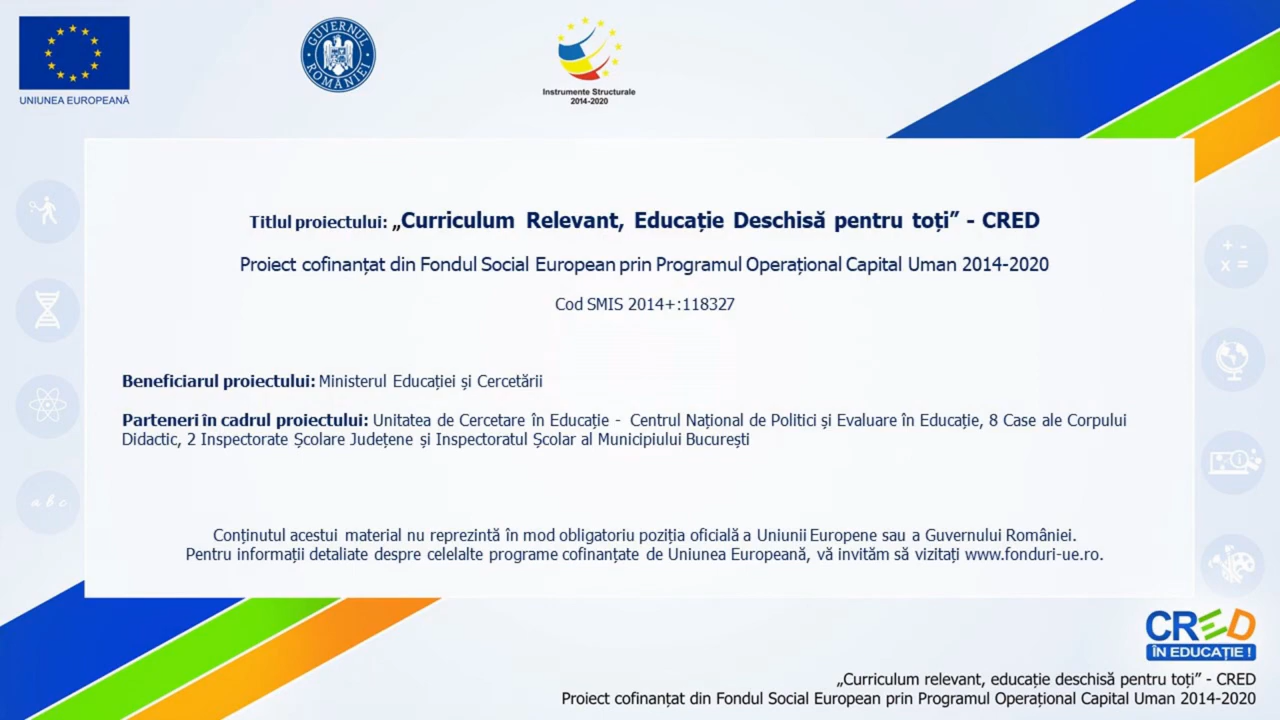 UNIUNEA EUROPEANĂ
GUVERNUL ROMÂNIEI
Instrumente Structurale
2014-2020
Titlul proiectului: „Curriculum Relevant, Educație Deschisă pentru toți” - CRED
Proiect cofinanțat din Fondul Social European prin Programul Operațional Capital Uman 2014-2020
Cod SMIS 2014+:118327
Beneficiarul proiectului: Ministerul Educației și Cercetării
Parteneri în cadrul proiectului: Unitatea de Cercetare în Educație - Centrul Național de Politici și Evaluare în Educație, 8 Case ale Corpului
Didactic, 2 Inspectorate Școlare Județene și Inspectoratul Școlar al Municipiului București
Conținutul acestui material nu reprezintă în mod obligatoriu poziția oficială a Uniunii Europene sau a Guvernului României.
Pentru informații detaliate despre celelalte programe cofinanțate de Uniunea Europeană, vă invităm să vizitați www.fonduri-ue.ro.
+ -
x =
a b c
CRED
ÎN EDUCAȚIE !
„Curriculum relevant, educație deschisă pentru toți” - CRED
Proiect cofinanțat din Fondul Social European prin Programul Operațional Capital Uman 2014-2020